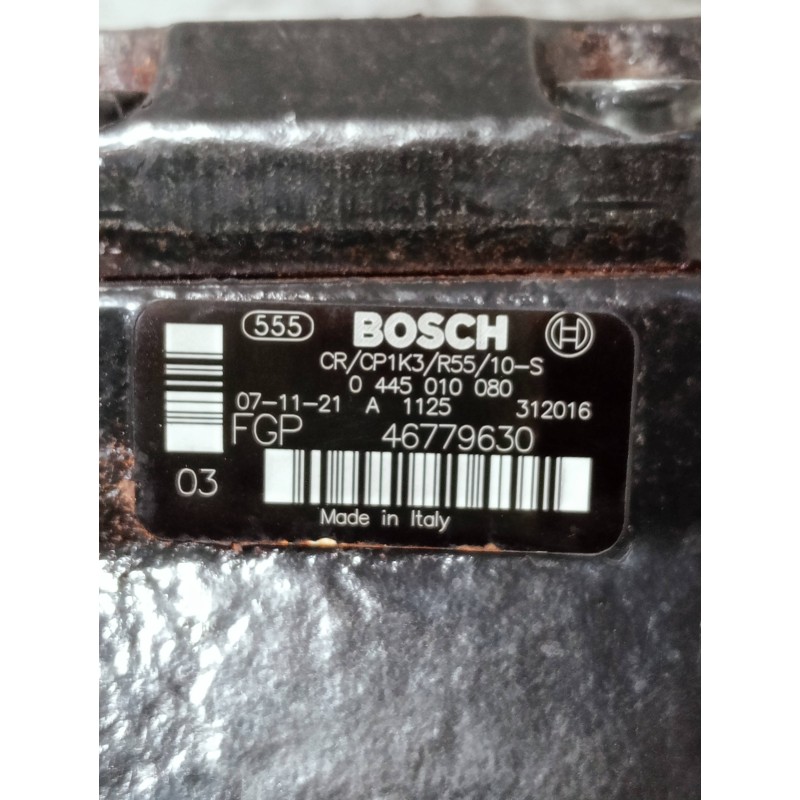 555 BOSCH
CR/CP1K3/R55/10-S
0 445 010 080
07-11-21 A 1125 312016
FGP 46779630
03
Made in Italy